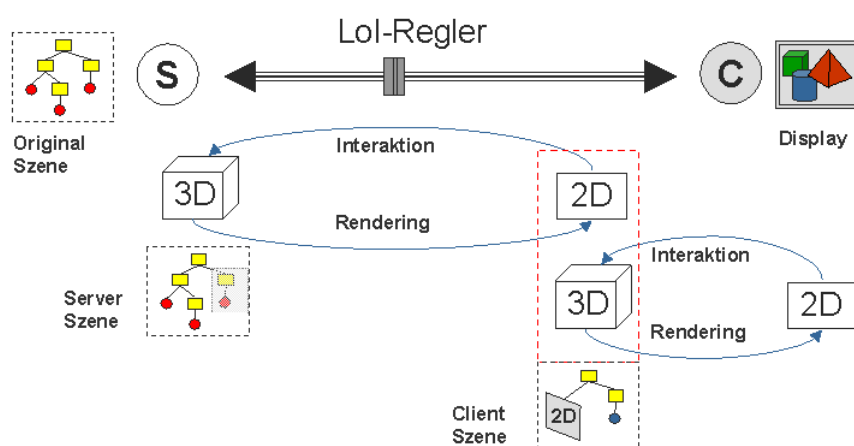 LoI-Regler
S
C
Original
Szene
Display
Interaktion
3D
2D
Rendering
Server
Szene
Interaktion
3D
2D
Rendering
2D
Client
Szene